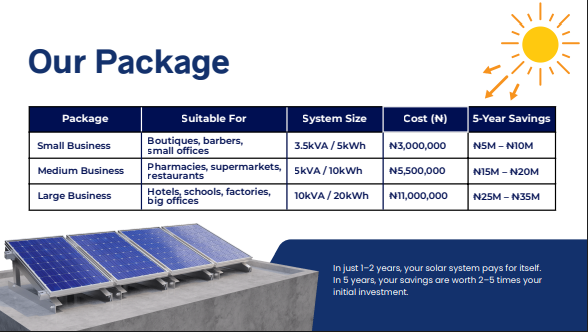 Our Package
Package Suitable For System Size Cost (₦) 5-Year Savings
Small Business Boutiques, barbers, small offices 3.5kVA / 5kWh ₦3,000,000 ₦5M – ₦10M
Medium Business Pharmacies, supermarkets, restaurants 5kVA / 10kWh ₦5,500,000 ₦15M – ₦20M
Large Business Hotels, schools, factories, big offices 10kVA / 20kWh ₦11,000,000 ₦25M – ₦35M
In just 1–2 years, your solar system pays for itself.
In 5 years, your savings are worth 2–5 times your
initial investment.